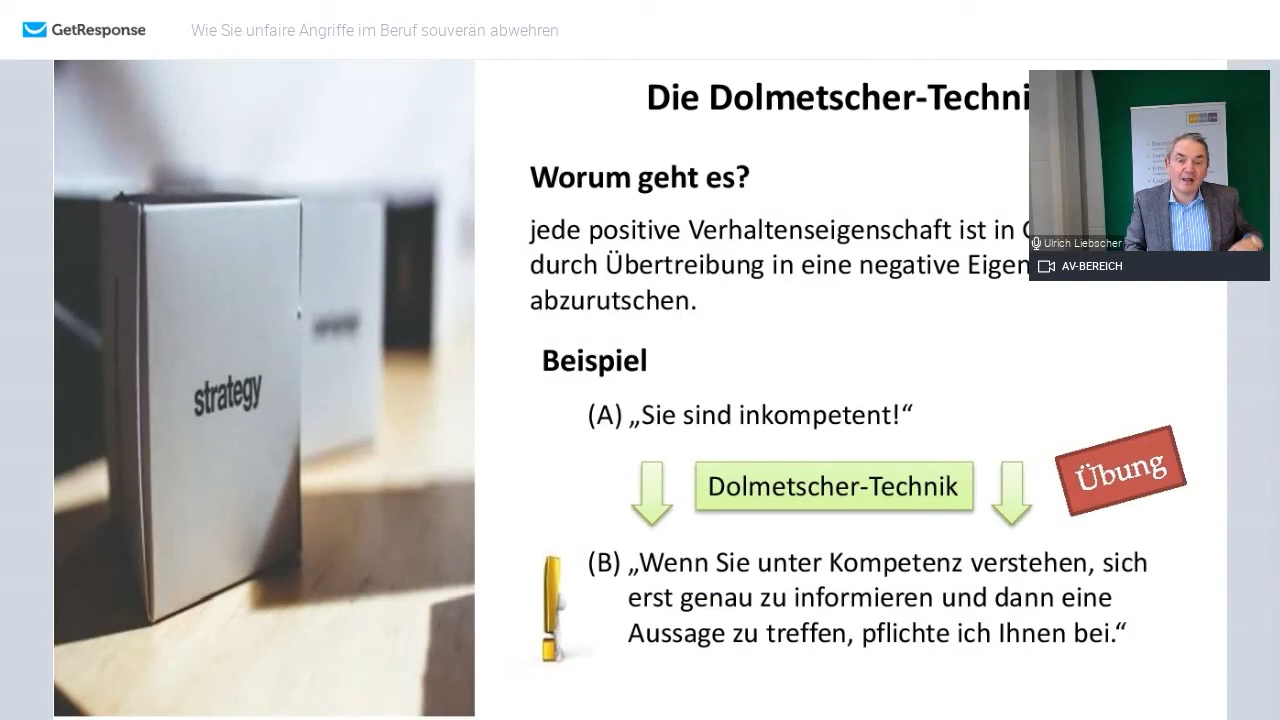 GetResponse
Wie Sie unfaire Angriffe im Beruf souverän abwehren
Die Dolmetscher-Techni
Worum geht es?
jede positive Verhaltenseigenschaft ist in
durch Übertreibung in eine negative Eigen
abzurutschen.
Beispiel
(A) „Sie sind inkompetent!“
Dolmetscher-Technik
Übung
(B) „Wenn Sie unter Kompetenz verstehen, sich
erst genau zu informieren und dann eine
Aussage zu treffen, pflichte ich Ihnen bei.“
strategy
Ulrich Liebscher
AV-BEREICH